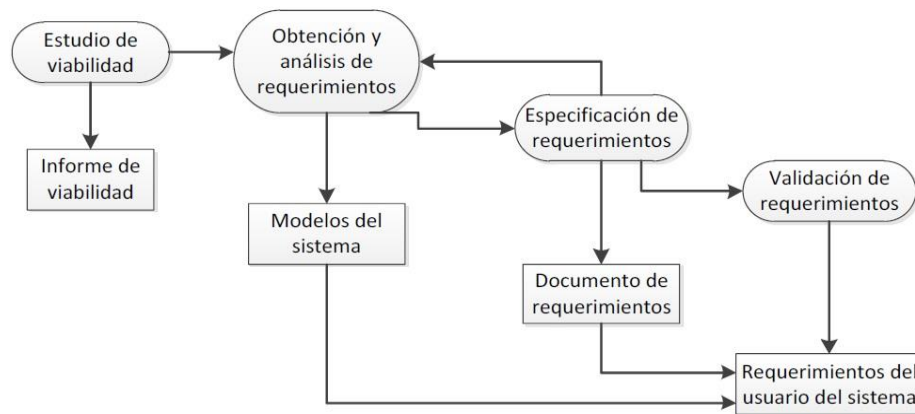 Estudio de
viabilidad
Obtención y
análisis de
requerimientos
Especificación de
requerimientos
Informe de
viabilidad
Validación de
requerimientos
Modelos del
sistema
Documento de
requerimientos
Requerimientos del
usuario del sistema